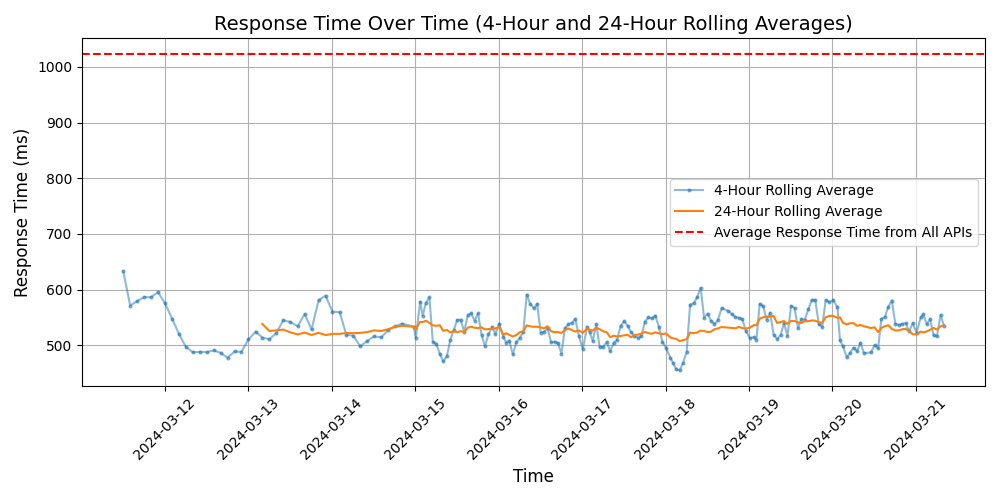 Response Time Over Time (4-Hour and 24-Hour Rolling Averages)
Response Time (ms)
1000
900
800
700
600
500
4-Hour Rolling Average
24-Hour Rolling Average
Average Response Time from All APIs
2024-03-12
2024-03-13
2024-03-14
2024-03-15
2024-03-16
2024-03-17
2024-03-18
2024-03-19
2024-03-20
2024-03-21
Time